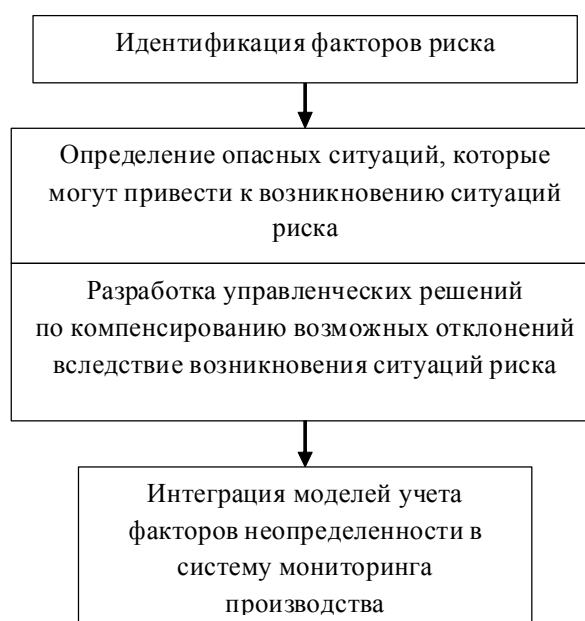 Идентификация факторов риска
Определение опасных ситуаций, которые
могут привести к возникновению ситуаций
риска
Разработка управленческих решений
по компенсированию возможных отклонений
вследствие возникновения ситуаций риска
Интеграция моделей учета
факторов неопределенности в
систему мониторинга
производства